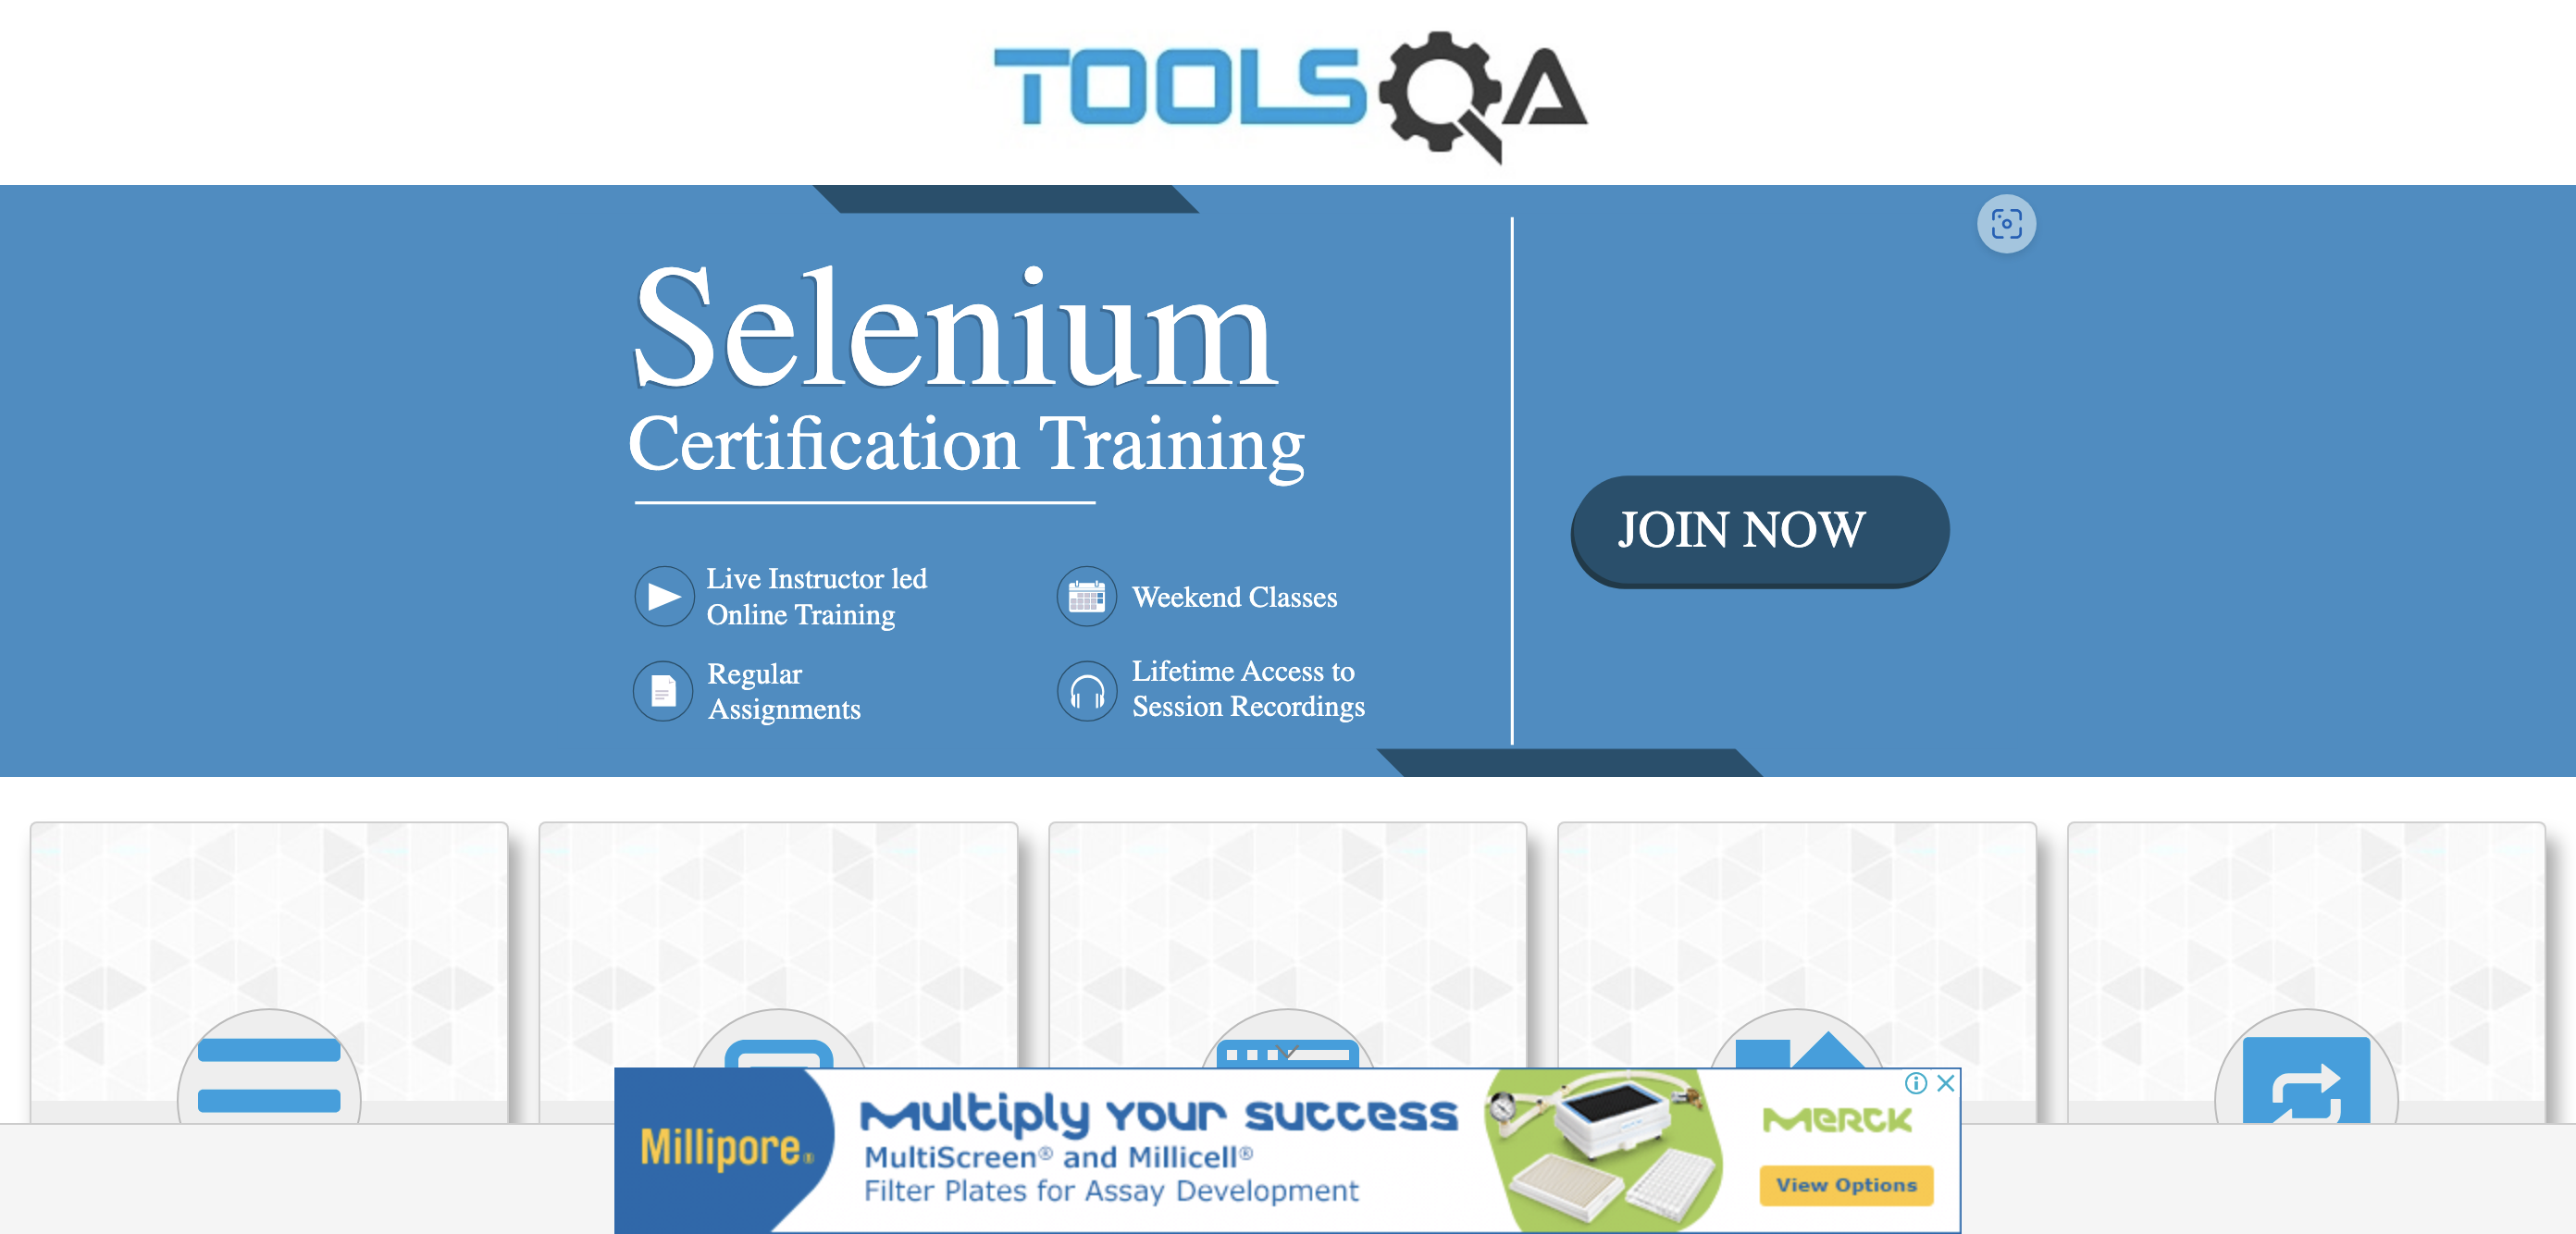 TOOLSQA
Selenium
Certification Training
JOIN NOW
Live Instructor led
Online Training
Weekend Classes
Regular
Assignments
Lifetime Access to
Session Recordings
Millipore®
Multiply your success
MultiScreen® and Millicell®
Filter Plates for Assay Development
MERCK
View Options